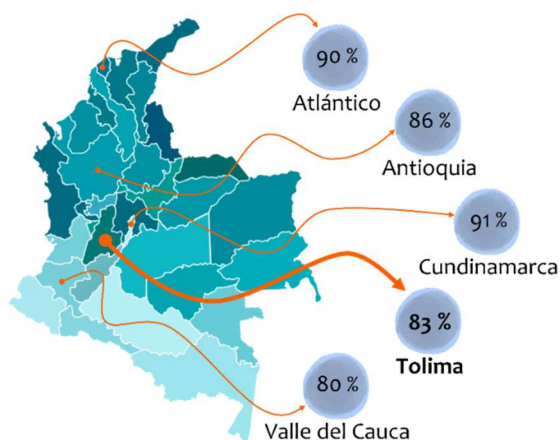 90 %
Atlántico
86 %
Antioquia
91 %
Cundinamarca
83 %
Tolima
80 %
Valle del Cauca